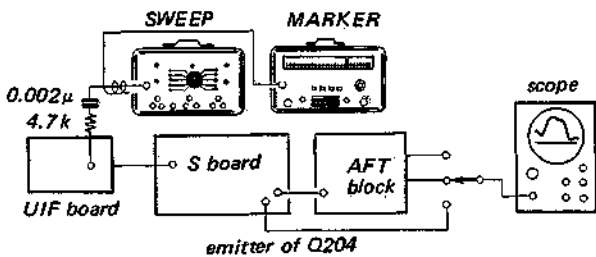 SWEEP
MARKER
0.002μ
4.7k
scope
S board
AFT
block
UIF board
emitter of Q204